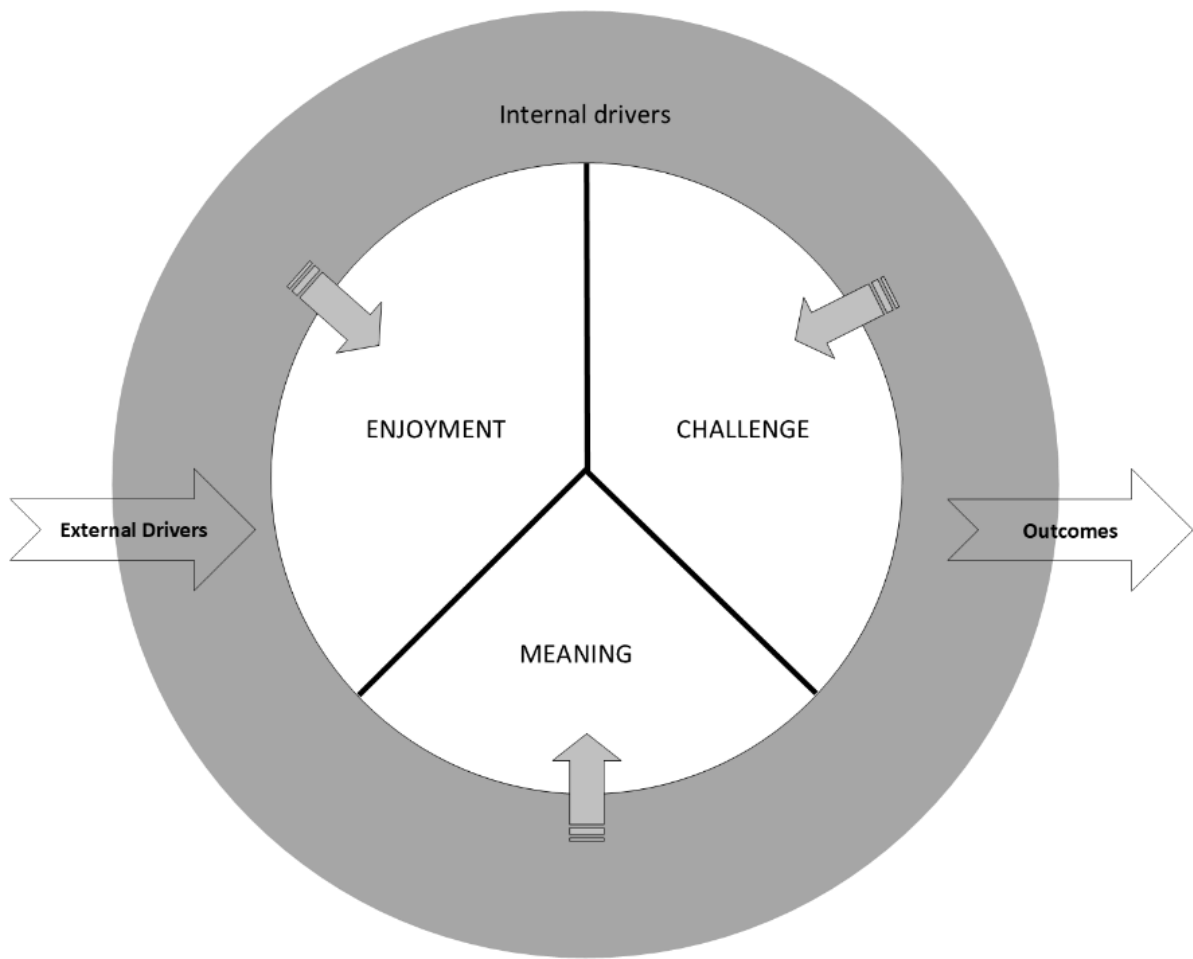 Internal drivers
ENJOYMENT
CHALLENGE
External Drivers
Outcomes
MEANING